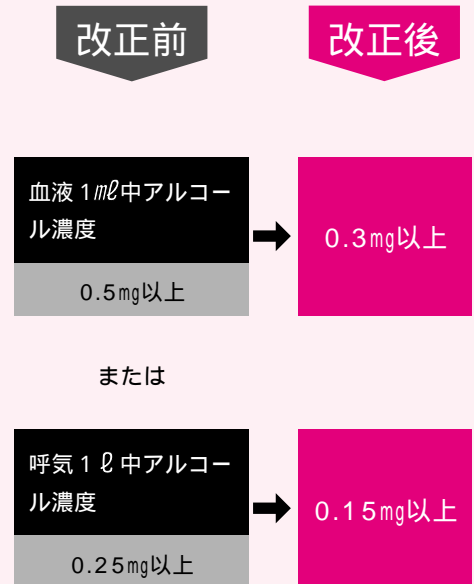 改正前
改正後
血液1㎖中アルコー
ル濃度
0.3㎎以上
0.5㎎以上
または
呼気1ℓ中アルコー
ル濃度
0.15㎎以上
0.25㎎以上